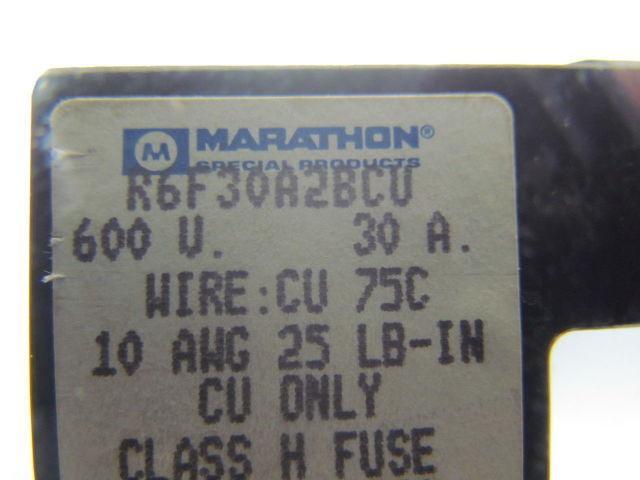 M MARATHON®
SPECIAL PRODUCTS
R6F30A2BCU
600 V. 30 A.
WIRE:CU 75C
10 AWG 25 LB-IN
CU ONLY
CLASS H FUSE